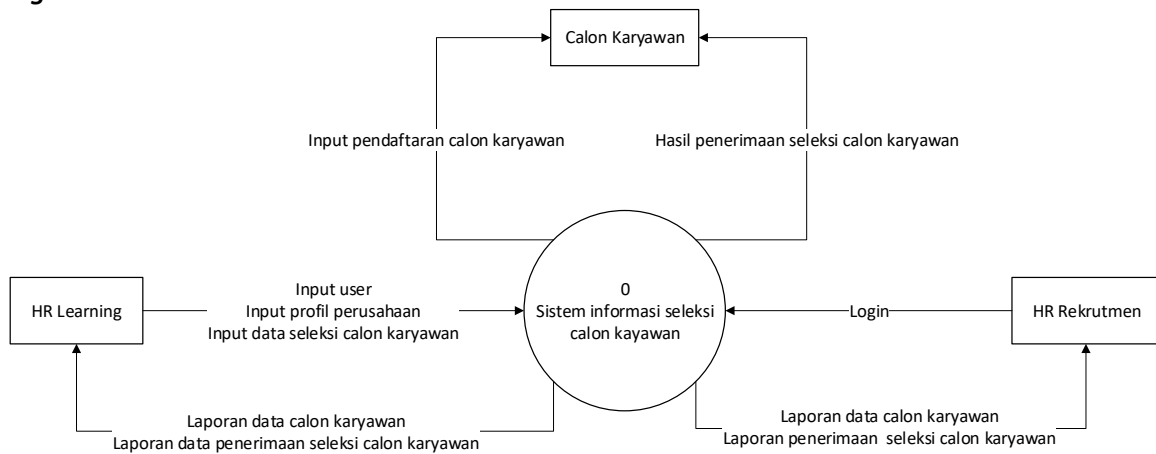 Calon Karyawan
Input pendaftaran calon karyawan
Hasil penerimaan seleksi calon karyawan
HR Learning
Input user
Input profil perusahaan
Input data seleksi calon karyawan
0
Sistem informasi seleksi
calon kayawan
Login
HR Rekrutmen
Laporan data calon karyawan
Laporan data penerimaan seleksi calon karyawan
Laporan data calon karyawan
Laporan penerimaan  seleksi calon karyawan